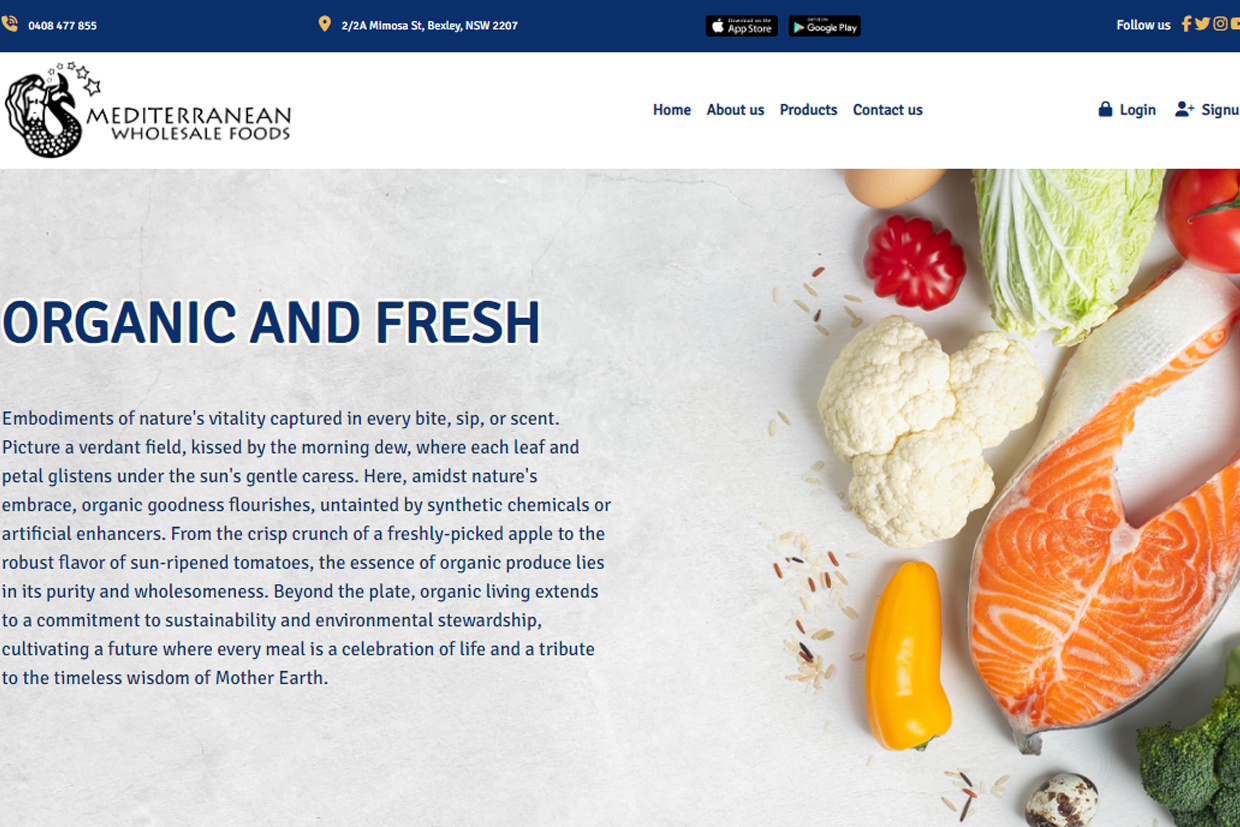 0408 477 855
2/2A Mimosa St, Bexley, NSW 2207
Download on the
App Store
GET IT ON
Google Play
Follow us
MEDITERRANEAN
WHOLESALE FOODS
Home
About us
Products
Contact us
Login
Signu
ORGANIC AND FRESH
Embodiments of nature's vitality captured in every bite, sip, or scent.
Picture a verdant field, kissed by the morning dew, where each leaf and
petal glistens under the sun's gentle caress. Here, amidst nature's
embrace, organic goodness flourishes, untainted by synthetic chemicals or
artificial enhancers. From the crisp crunch of a freshly-picked apple to the
robust flavor of sun-ripened tomatoes, the essence of organic produce lies
in its purity and wholesomeness. Beyond the plate, organic living extends
to a commitment to sustainability and environmental stewardship,
cultivating a future where every meal is a celebration of life and a tribute
to the timeless wisdom of Mother Earth.